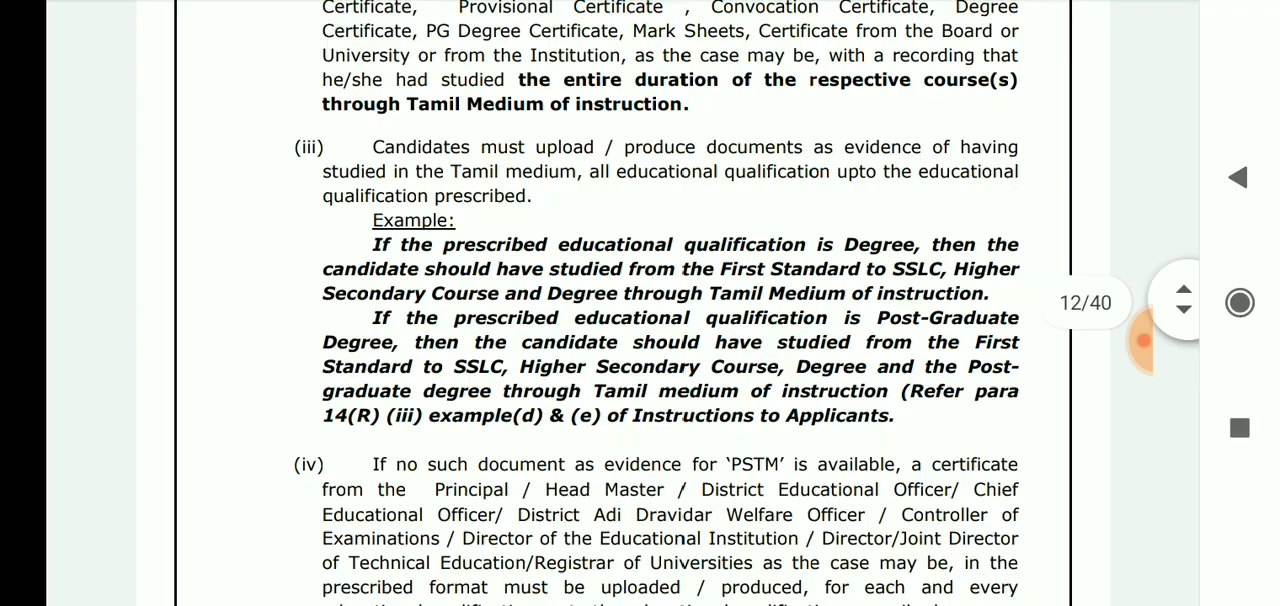 Certificate, Provisional Certificate , Convocation Certificate, Degree
Certificate, PG Degree Certificate, Mark Sheets, Certificate from the Board or
University or from the Institution, as the case may be, with a recording that
he/she had studied the entire duration of the respective course(s)
through Tamil Medium of instruction.
(iii) Candidates must upload / produce documents as evidence of having
studied in the Tamil medium, all educational qualification upto the educational
qualification prescribed.
Example:
If the prescribed educational qualification is Degree, then the
candidate should have studied from the First Standard to SSLC, Higher
Secondary Course and Degree through Tamil Medium of instruction.
12/40
If the prescribed educational qualification is Post-Graduate
Degree, then the candidate should have studied from the First
Standard to SSLC, Higher Secondary Course, Degree and the Post-
graduate degree through Tamil medium of instruction (Refer para
14(R) (iii) example(d) & (e) of Instructions to Applicants.
(iv) If no such document as evidence for ‘PSTM’ is available, a certificate
from the Principal / Head Master / District Educational Officer/ Chief
Educational Officer/ District Adi Dravidar Welfare Officer / Controller of
Examinations / Director of the Educational Institution / Director/Joint Director
of Technical Education/Registrar of Universities as the case may be, in the
prescribed format must be uploaded / produced, for each and every